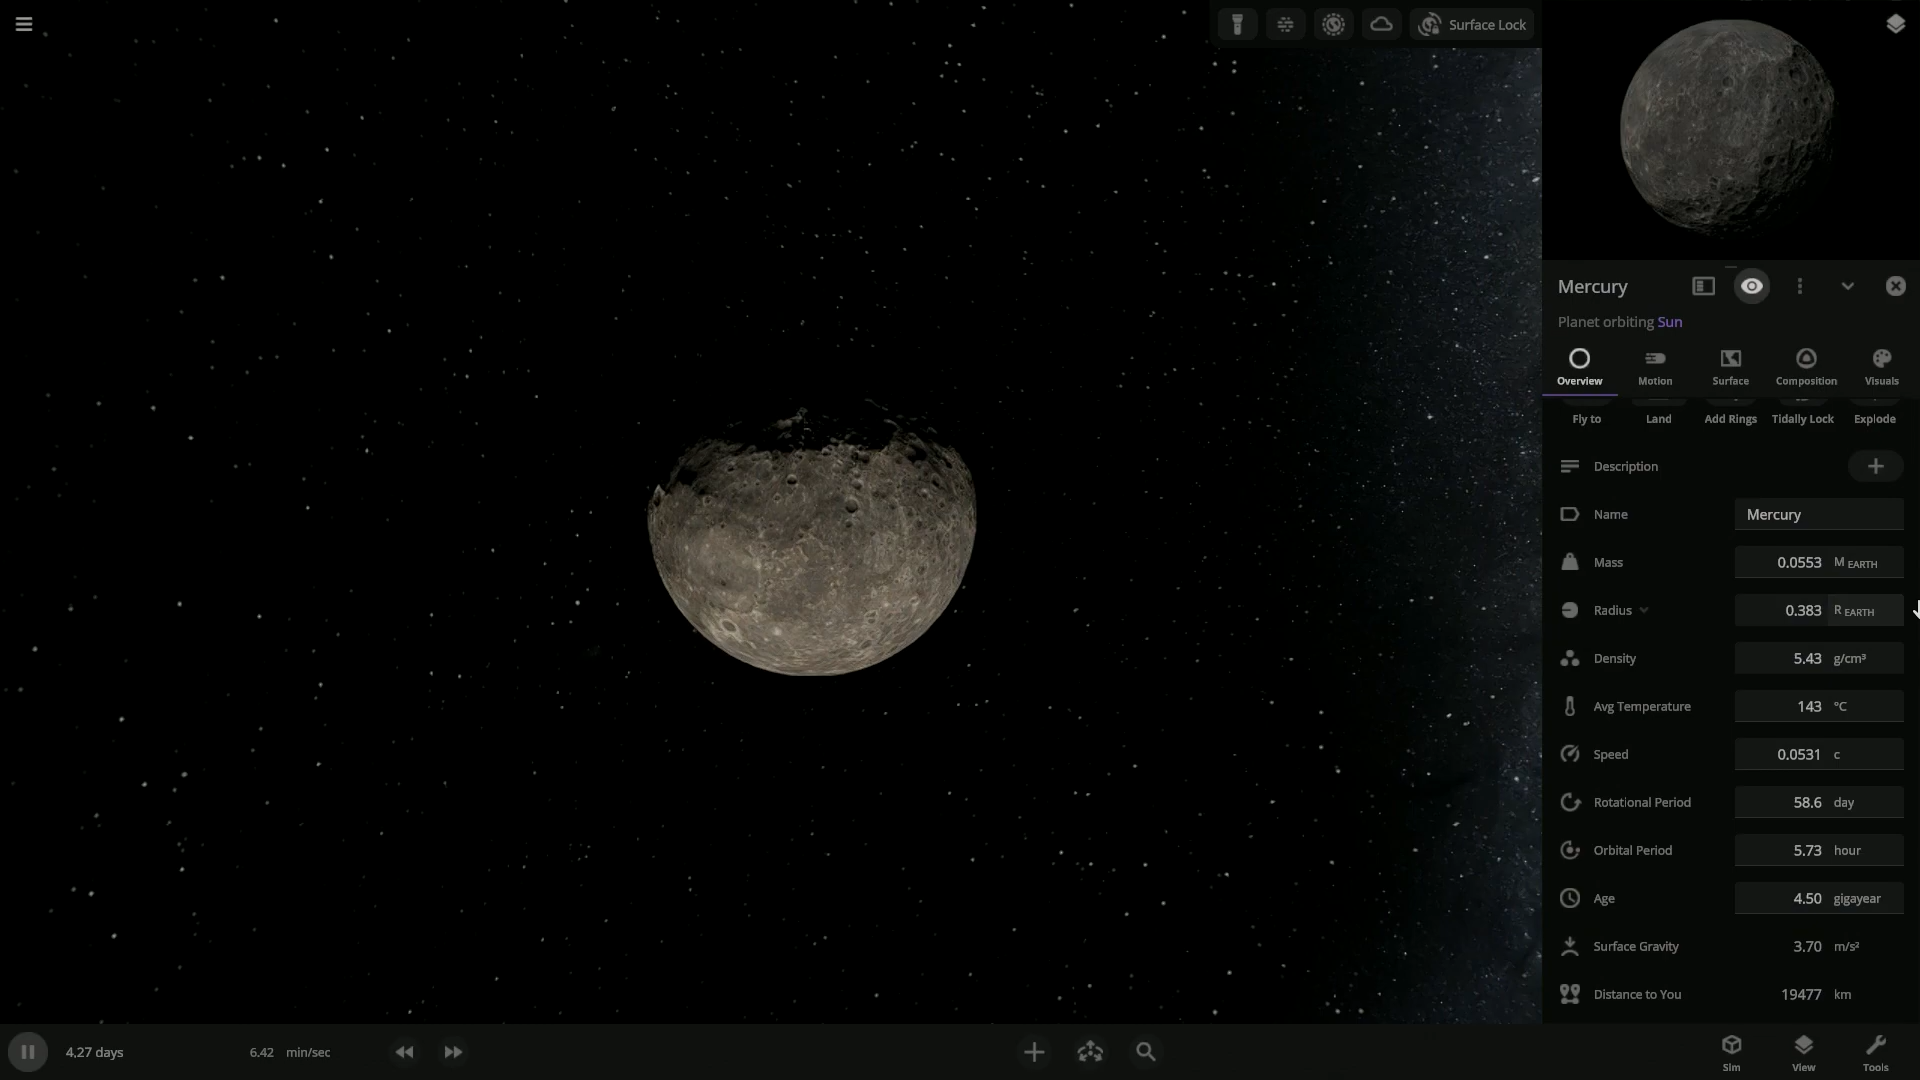 Surface Lock
Mercury
Planet orbiting Sun
Overview Motion Surface Composition Visuals
Fly to Land Add Rings Tidally Lock Explode
Description
Name Mercury
Mass 0.0553 M EARTH
Radius 0.383 R EARTH
Density 5.43 g/cm³
Avg Temperature 143 °C
Speed 0.0531 c
Rotational Period 58.6 day
Orbital Period 5.73 hour
Age 4.50 gigayear
Surface Gravity 3.70 m/s²
Distance to You 19477 km
4.27 days 6.42 min/sec
Sim View Tools